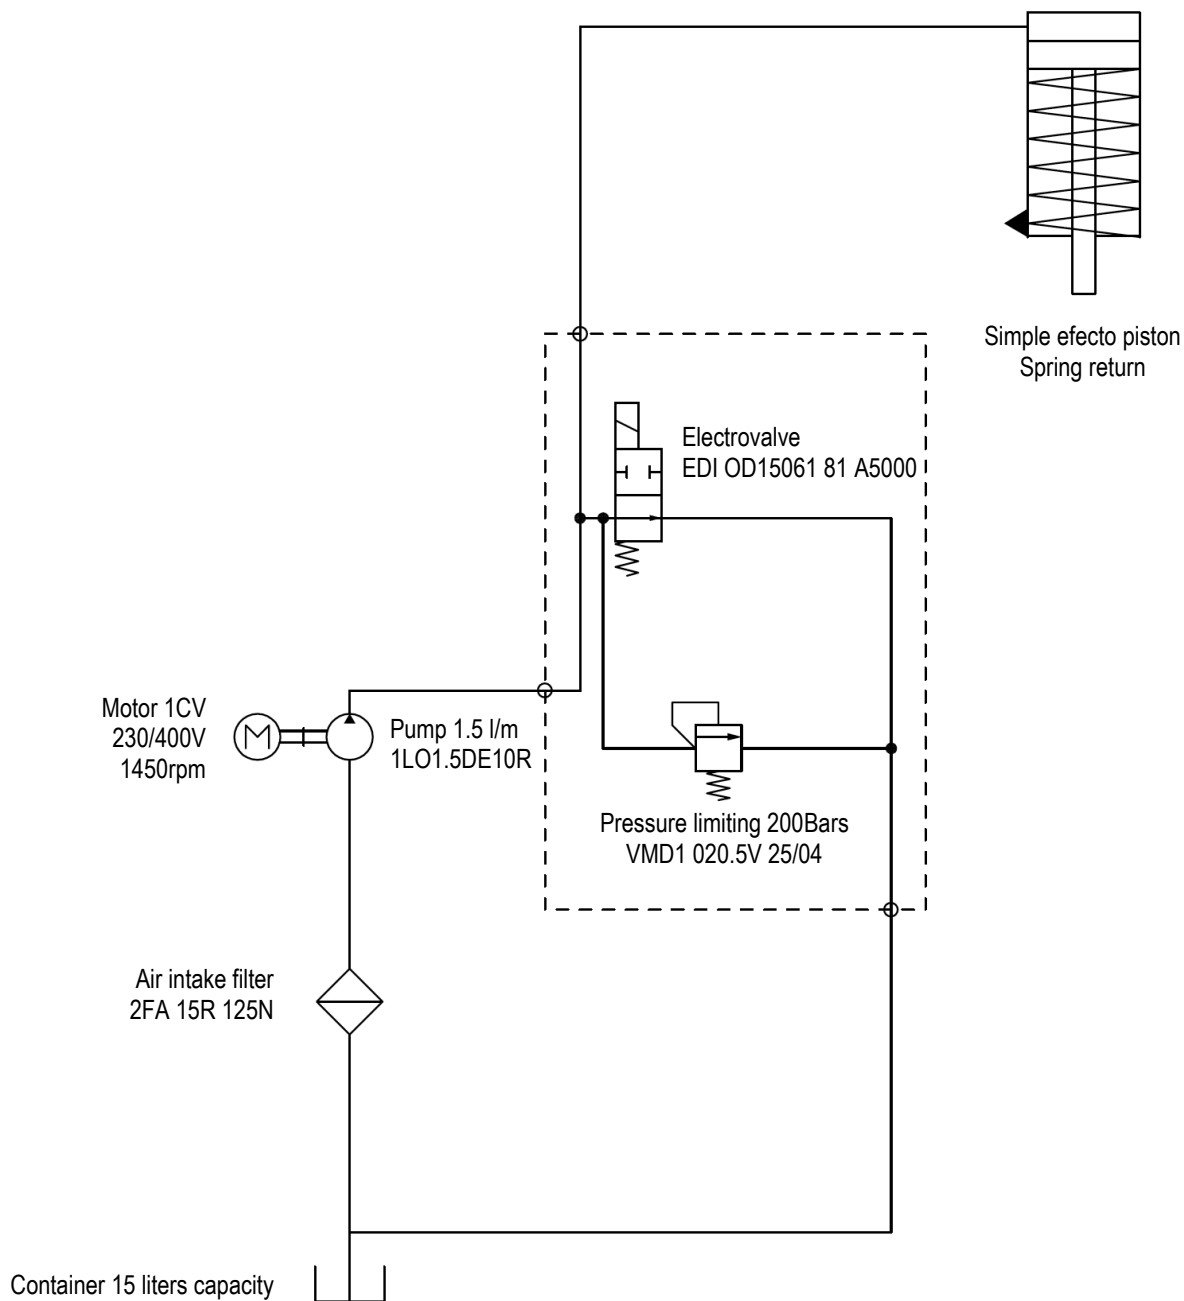 Simple efecto piston
Spring return
Electrovalve
EDI OD15061 81 A5000
Motor 1CV
230/400V
1450rpm
M
Pump 1.5 l/m
1LO1.5DE10R
Pressure limiting 200Bars
VMD1 020.5V 25/04
Air intake filter
2FA 15R 125N
Container 15 liters capacity